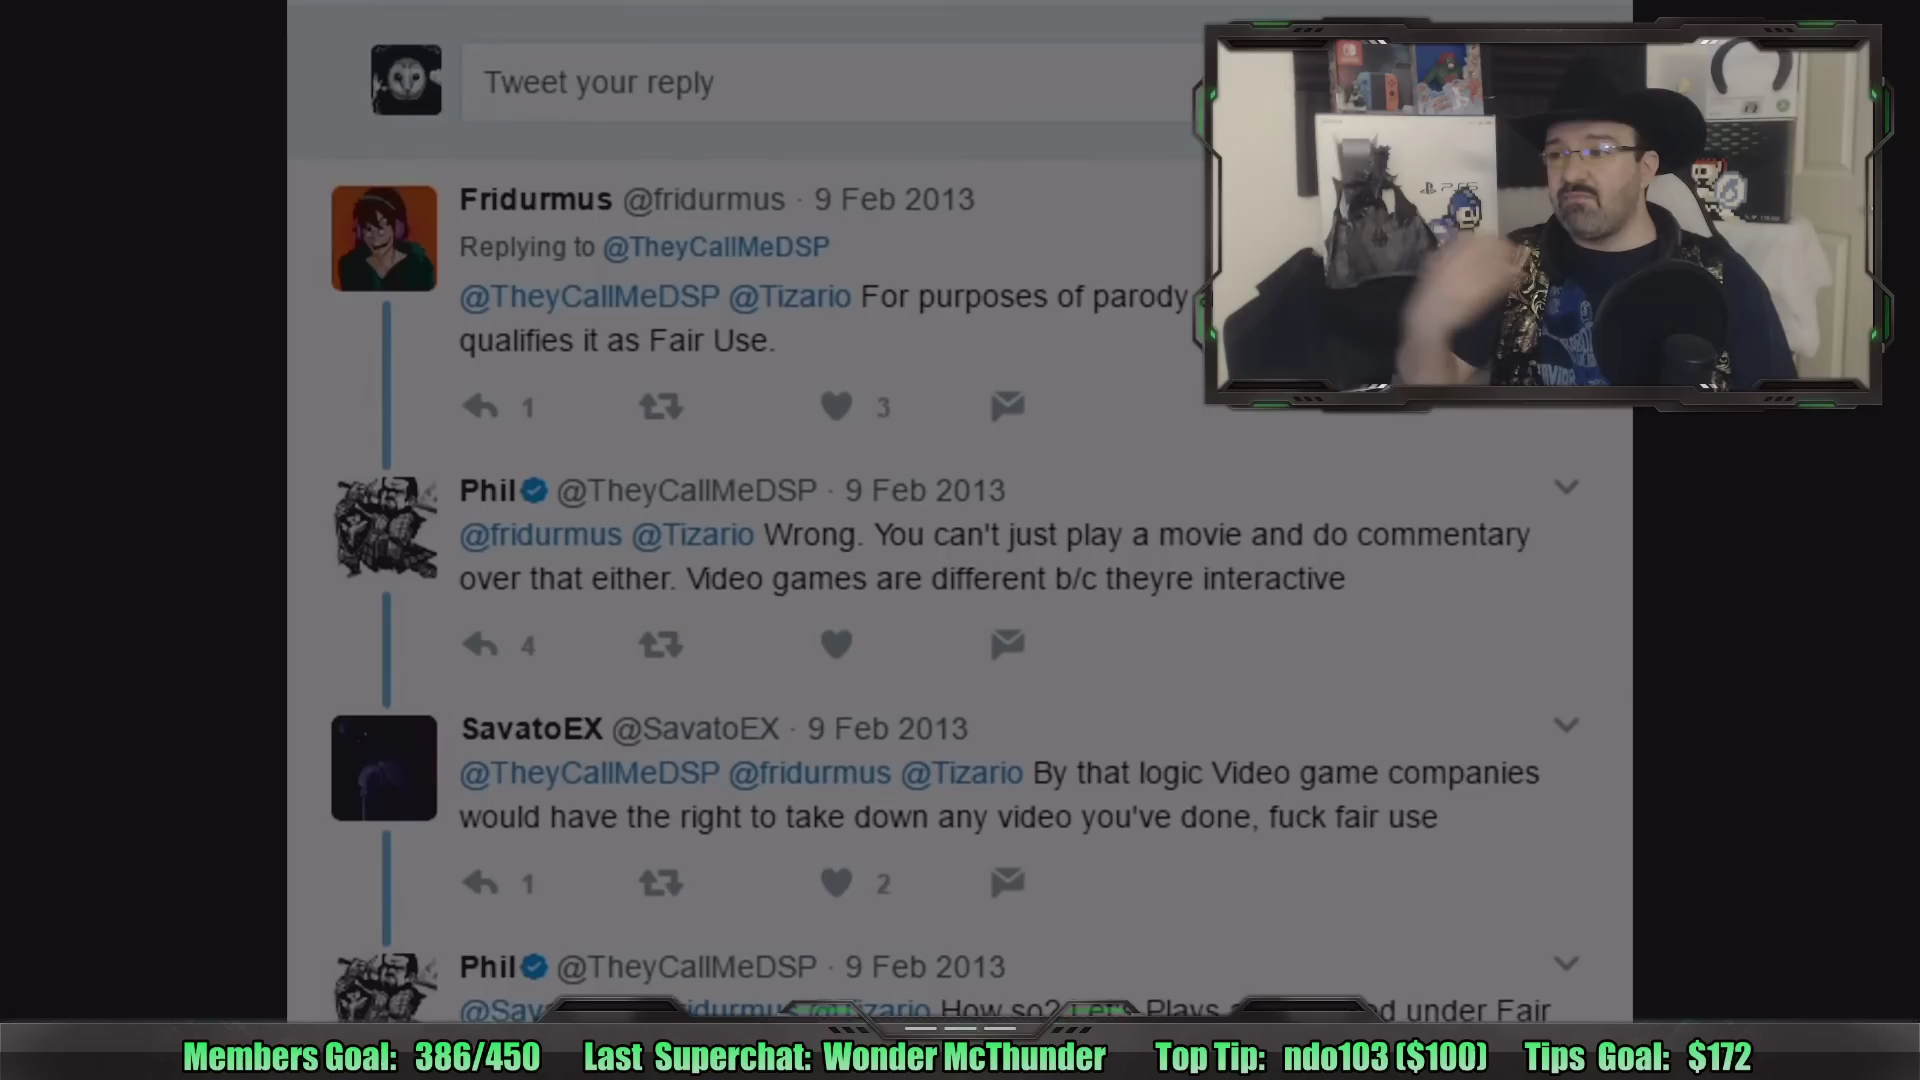 Tweet your reply
Fridurmus @fridurmus · 9 Feb 2013
Replying to @TheyCallMeDSP
@TheyCallMeDSP @Tizario For purposes of parody
qualifies it as Fair Use.
1 3
Phil @TheyCallMeDSP · 9 Feb 2013
@fridurmus @Tizario Wrong. You can't just play a movie and do commentary
over that either. Video games are different b/c theyre interactive
4
SavatoEX @SavatoEX · 9 Feb 2013
@TheyCallMeDSP @fridurmus @Tizario By that logic Video game companies
would have the right to take down any video you've done, fuck fair use
1 2
Phil @TheyCallMeDSP · 9 Feb 2013
How so? Let's Plays under Fair
Members Goal: 386/450 Last Superchat: Wonder McThunder Top Tip: ndo103 ($100) Tips Goal: $172
PS5